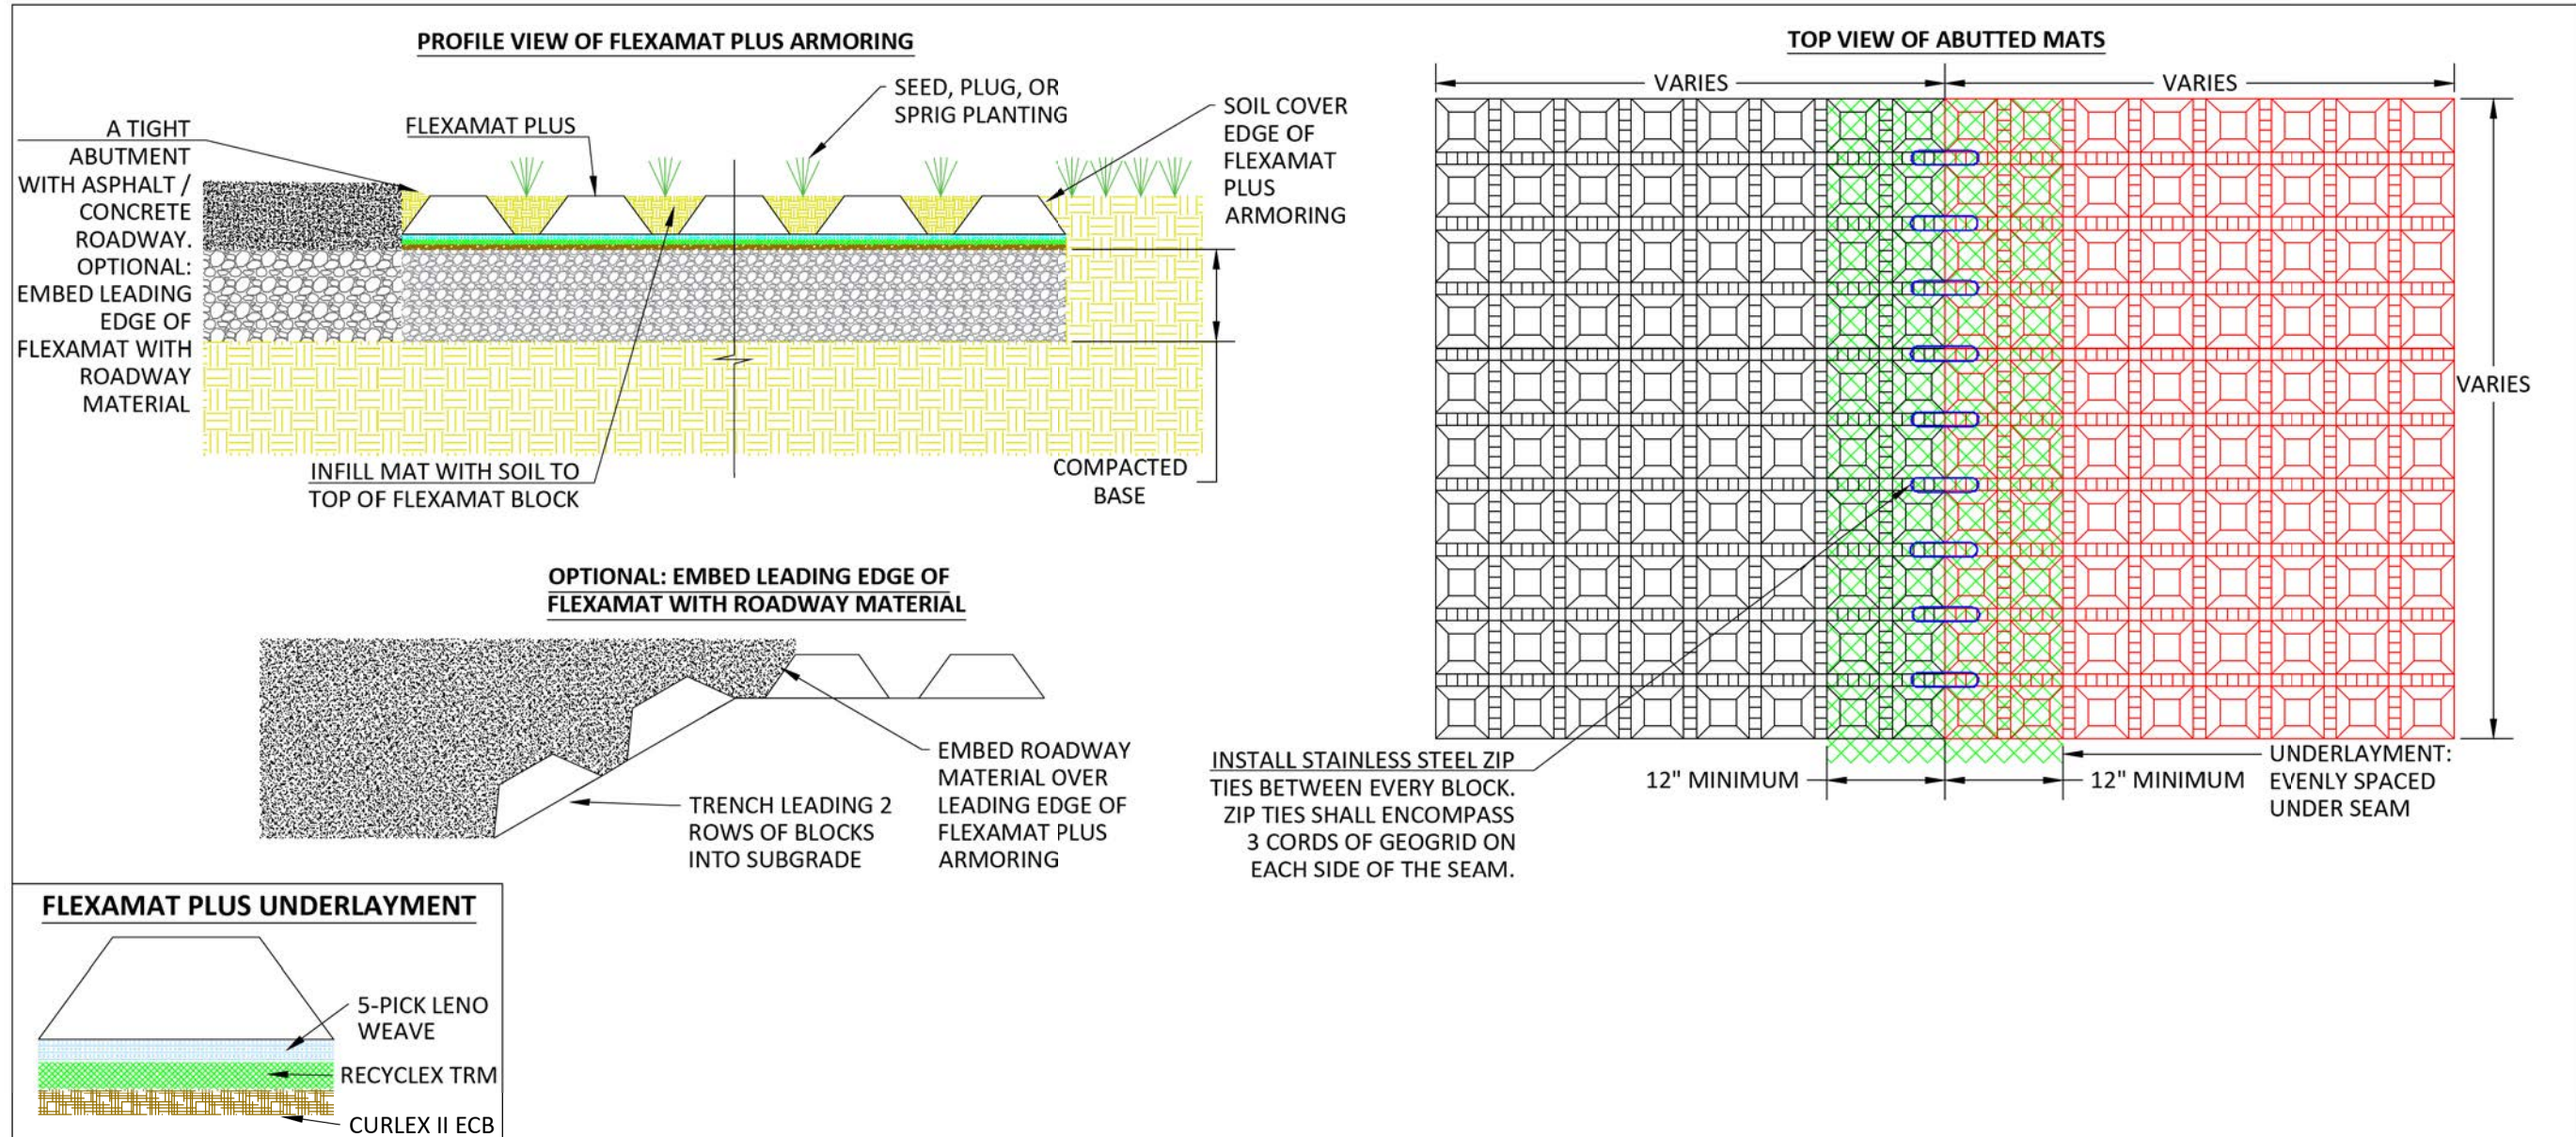 PROFILE VIEW OF FLEXAMAT PLUS ARMORING
A TIGHT
ABUTMENT
WITH ASPHALT /
CONCRETE
ROADWAY.
OPTIONAL:
EMBED LEADING
EDGE OF
FLEXAMAT WITH
ROADWAY
MATERIAL
FLEXAMAT PLUS
SEED, PLUG, OR
SPRIG PLANTING
SOIL COVER
EDGE OF
FLEXAMAT
PLUS
ARMORING
INFILL MAT WITH SOIL TO
TOP OF FLEXAMAT BLOCK
COMPACTED
BASE
OPTIONAL: EMBED LEADING EDGE OF
FLEXAMAT WITH ROADWAY MATERIAL
TRENCH LEADING 2
ROWS OF BLOCKS
INTO SUBGRADE
EMBED ROADWAY
MATERIAL OVER
LEADING EDGE OF
FLEXAMAT PLUS
ARMORING
FLEXAMAT PLUS UNDERLAYMENT
5-PICK LENO
WEAVE
RECYCLEX TRM
CURLEX II ECB
TOP VIEW OF ABUTTED MATS
VARIES
VARIES
VARIES
INSTALL STAINLESS STEEL ZIP
TIES BETWEEN EVERY BLOCK.
ZIP TIES SHALL ENCOMPASS
3 CORDS OF GEOGRID ON
EACH SIDE OF THE SEAM.
12" MINIMUM
12" MINIMUM
UNDERLAYMENT:
EVENLY SPACED
UNDER SEAM